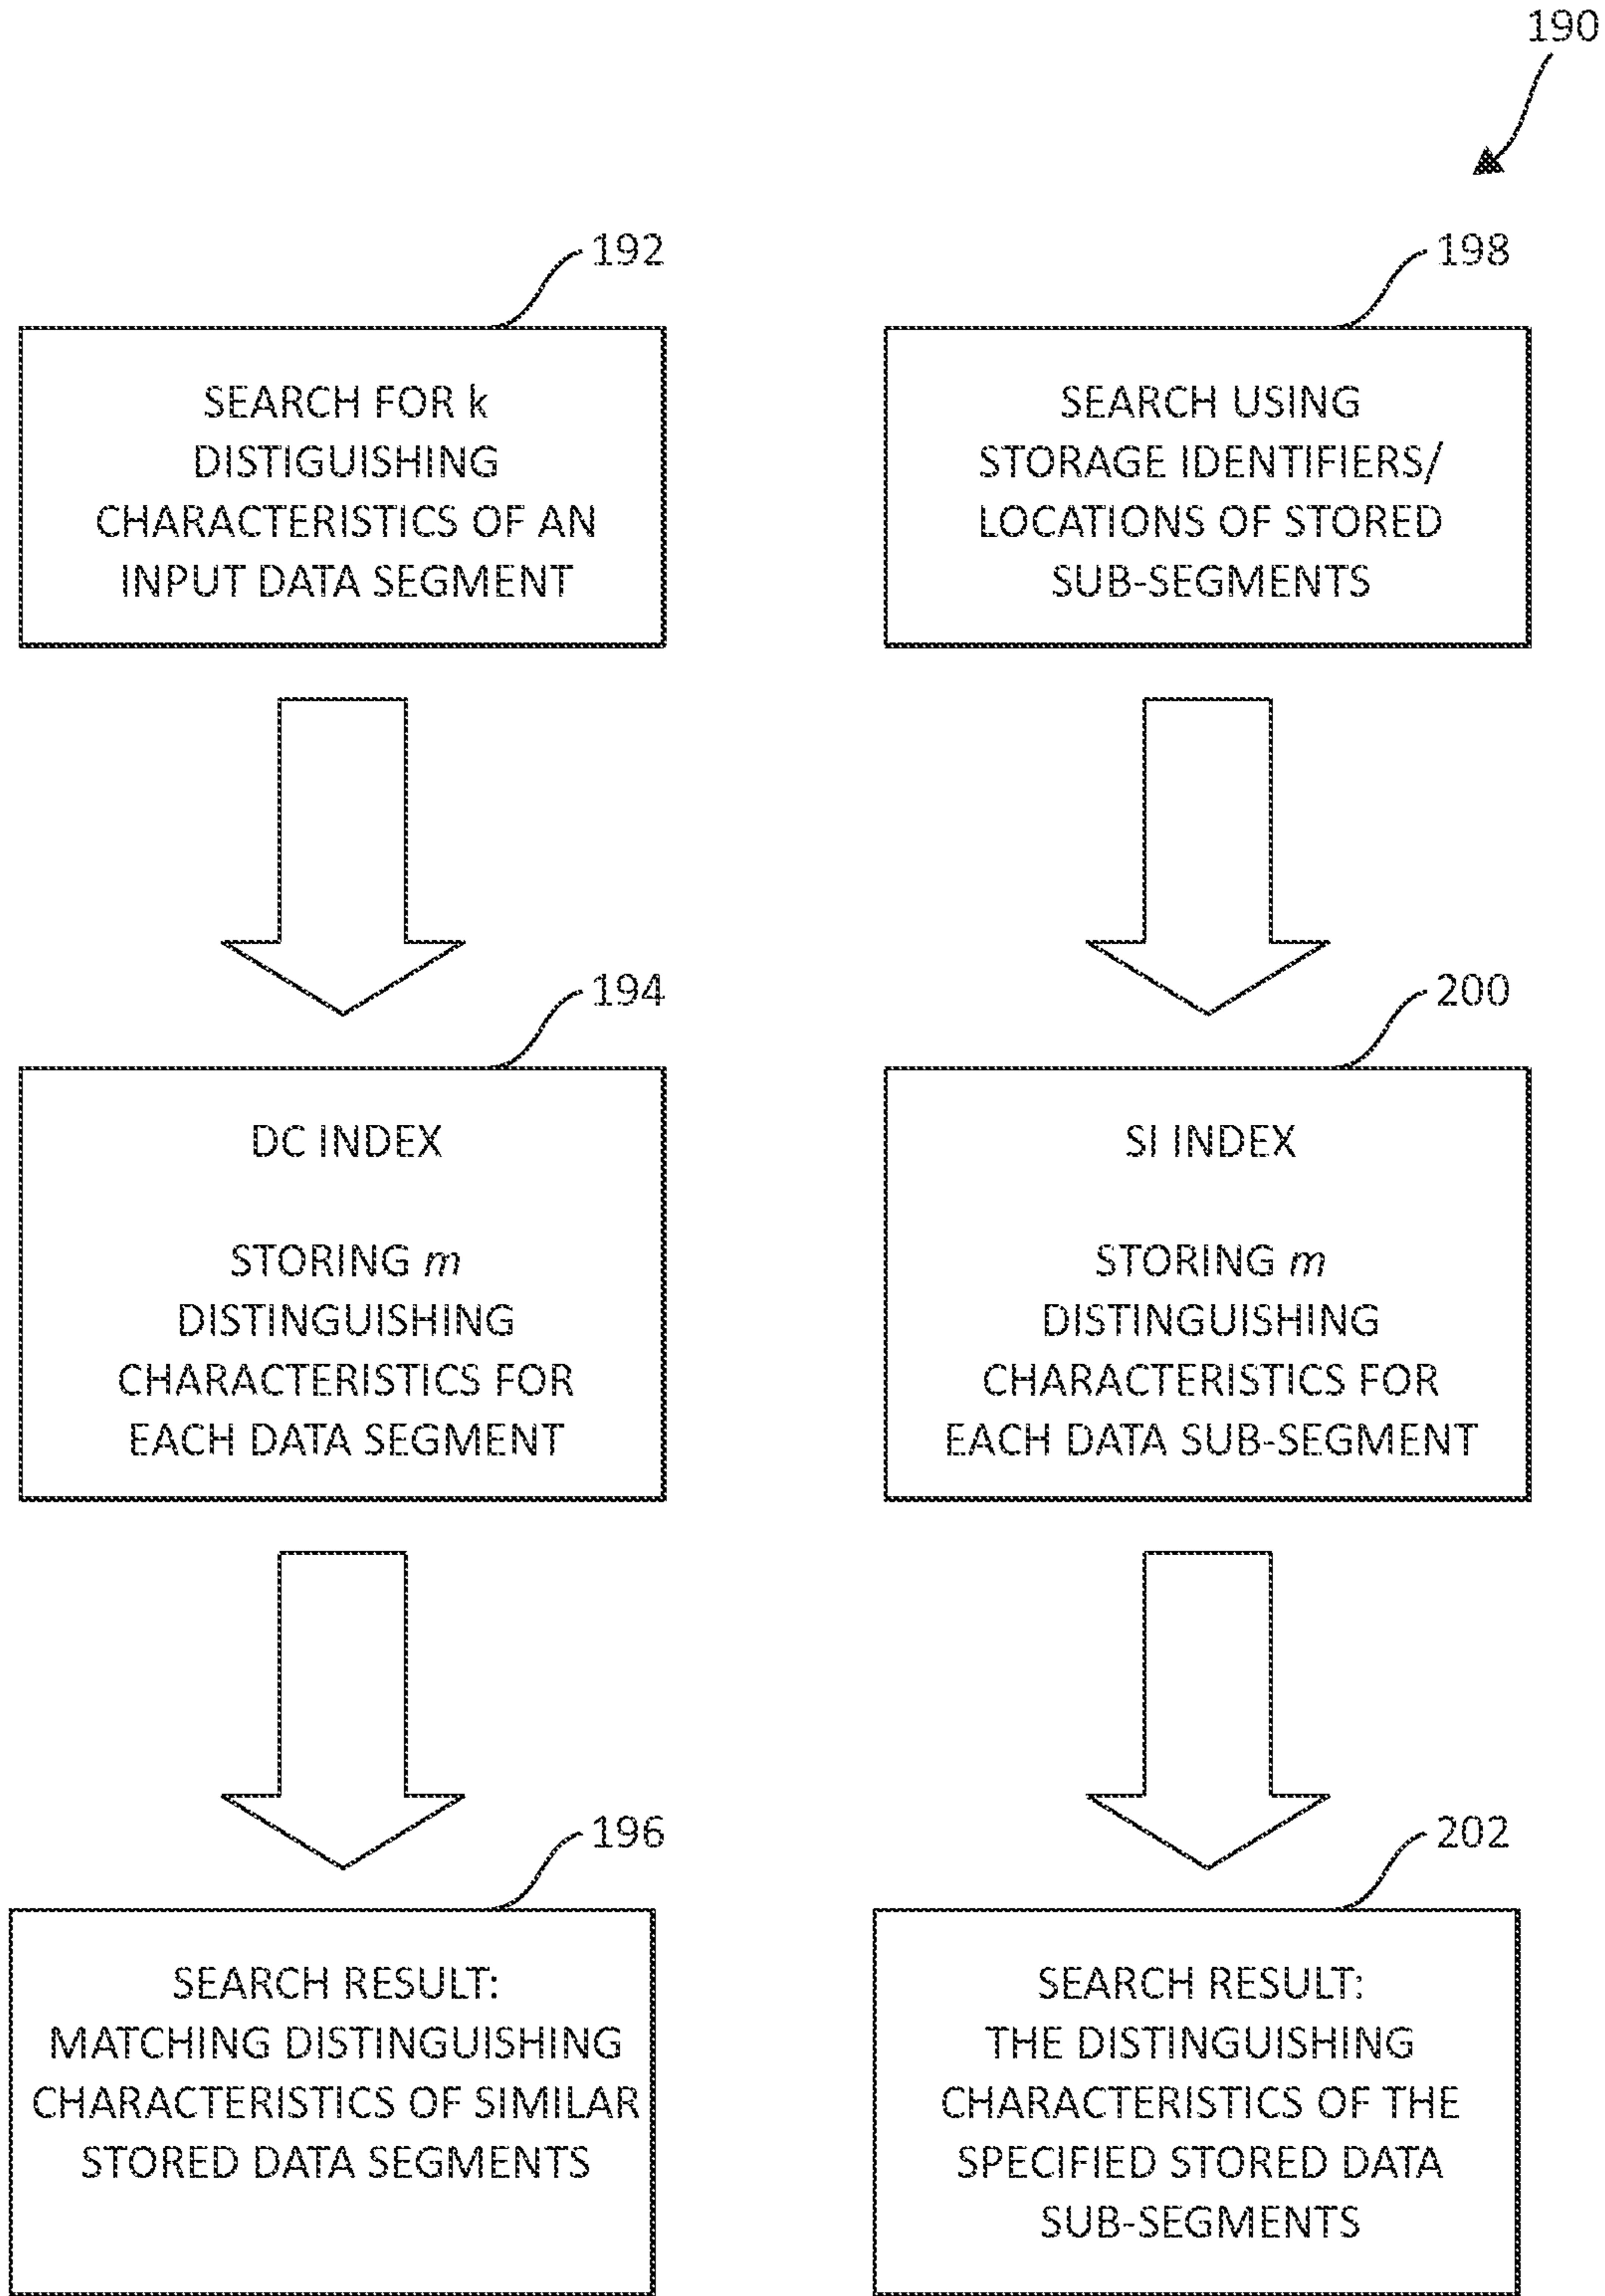 190
192
SEARCH FOR k
DISTIGUISHING
CHARACTERISTICS OF AN
INPUT DATA SEGMENT
198
SEARCH USING
STORAGE IDENTIFIERS/
LOCATIONS OF STORED
SUB-SEGMENTS
194
DC INDEX
STORING m
DISTINGUISHING
CHARACTERISTICS FOR
EACH DATA SEGMENT
200
SI INDEX
STORING m
DISTINGUISHING
CHARACTERISTICS FOR
EACH DATA SUB-SEGMENT
196
SEARCH RESULT:
MATCHING DISTINGUISHING
CHARACTERISTICS OF SIMILAR
STORED DATA SEGMENTS
202
SEARCH RESULT:
THE DISTINGUISHING
CHARACTERISTICS OF THE
SPECIFIED STORED DATA
SUB-SEGMENTS